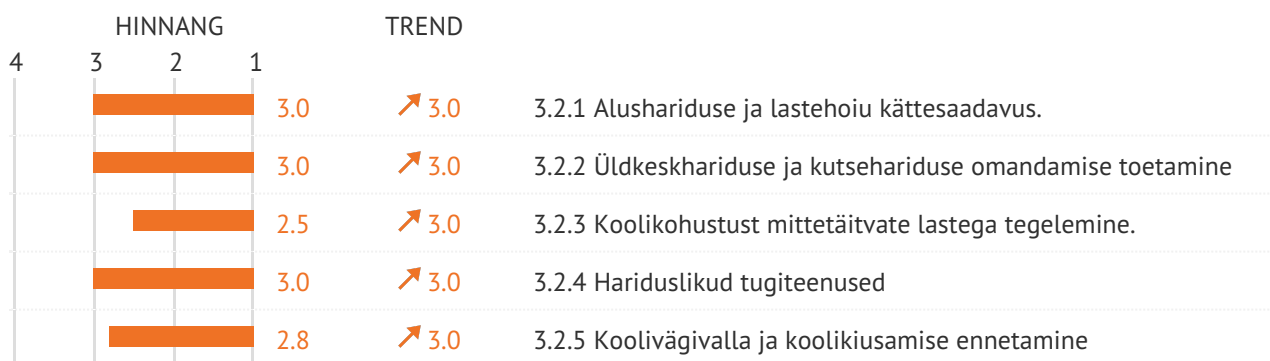 HINNANG TREND
4 3 2 1
3.0 3.0 3.2.1 Alushariduse ja lastehoiu kättesaadavus.
3.0 3.0 3.2.2 Üldkeskhariduse ja kutsehariduse omandamise toetamine
2.5 3.0 3.2.3 Koolikohustust mittetäitvate lastega tegelemine.
3.0 3.0 3.2.4 Hariduslikud tugiteenused
2.8 3.0 3.2.5 Koolivägivalla ja koolikiusamise ennetamine